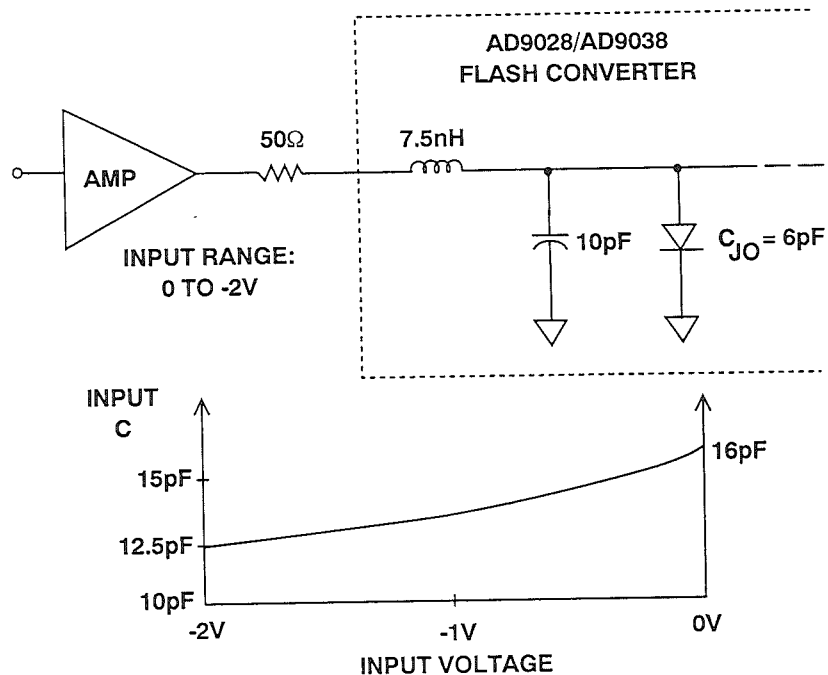 AD9028/AD9038
FLASH CONVERTER
50Ω
7.5nH
AMP
10pF
C_JO = 6pF
INPUT RANGE:
0 TO -2V
INPUT
C
16pF
15pF
12.5pF
10pF
-2V
-1V
0V
INPUT VOLTAGE